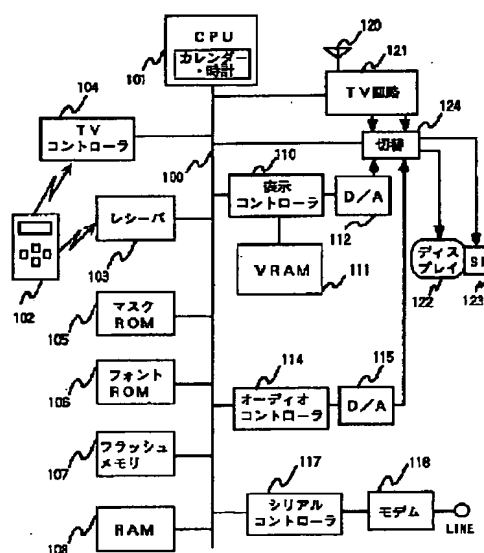 120
CPU
カレンダー
・時計
101
121
TV回路
104
TV
コントローラ
124
切替
100
110
表示
コントローラ
D/A
112
レシーバ
103
102
VRAM
111
ディス
プレイ
122
123
マスク
ROM
105
フォント
ROM
106
114
オーディオ
コントローラ
115
D/A
フラッシュ
メモリ
107
117
シリアル
コントローラ
118
モデム
LINE
RAM
108